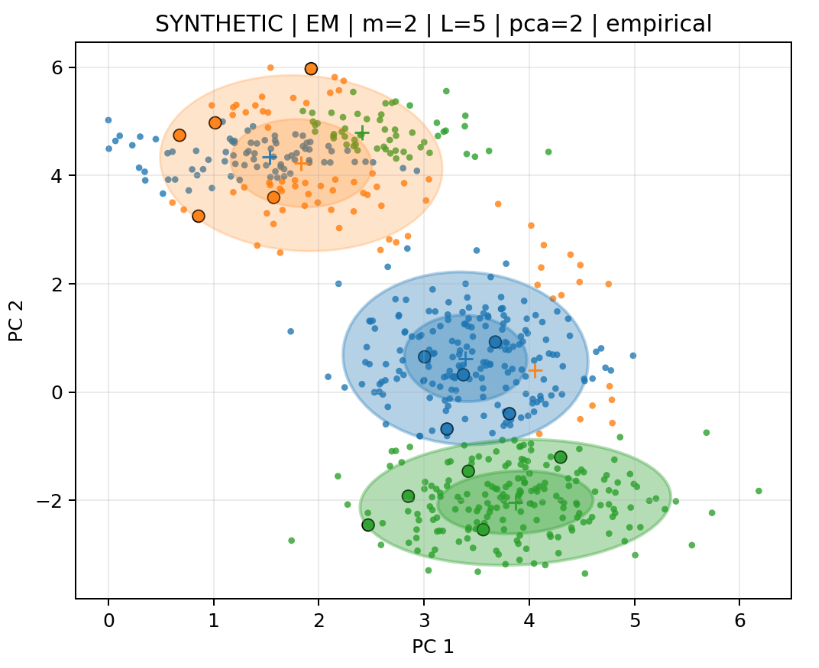 SYNTHETIC | EM | m=2 | L=5 | pca=2 | empirical
6
4
2
0
−2
PC 2
0 1 2 3 4 5 6
PC 1